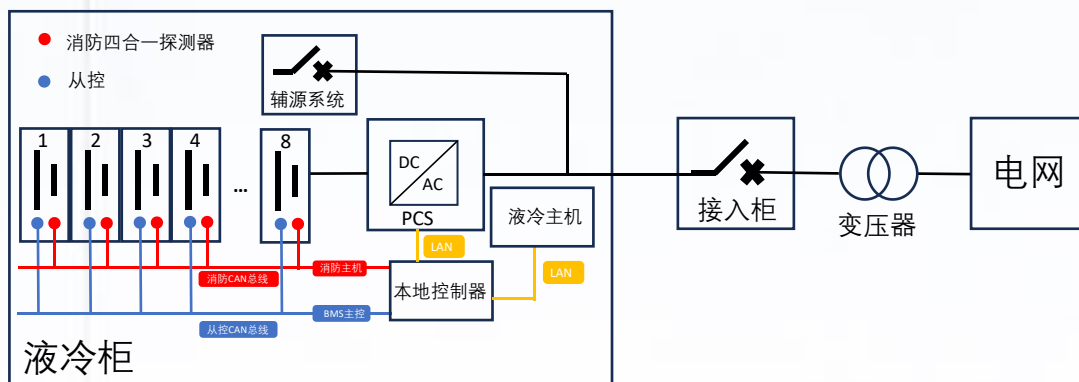 消防四合一探测器
从控
辅源系统
1
2
3
4
8
...
DC
AC
PCS
液冷主机
接入柜
变压器
电网
LAN
LAN
消防CAN总线
消防主机
本地控制器
从控CAN总线
BMS主控
液冷柜